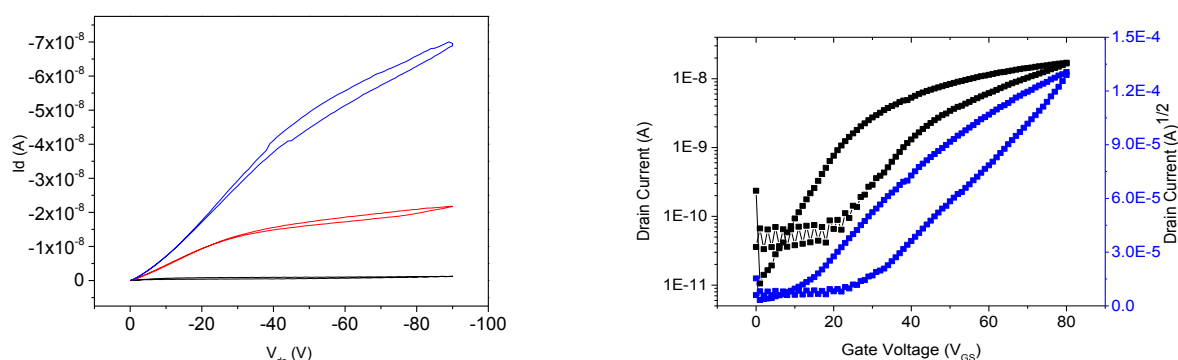 -7x10⁻⁸
-6x10⁻⁸
-5x10⁻⁸
-4x10⁻⁸
-3x10⁻⁸
-2x10⁻⁸
-1x10⁻⁸
0
Id (A)
0 -20 -40 -60 -80 -100
(V)
1E-8
1E-9
1E-10
1E-11
Drain Current (A)
1.5E-4
1.2E-4
9.0E-5
6.0E-5
3.0E-5
0.0
Drain Current (A)^1/2
0 20 40 60 80
Gate Voltage (V_GS)